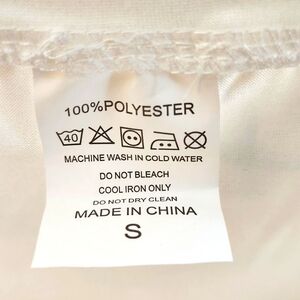 100%POLYESTER
40
MACHINE WASH IN COLD WATER
DO NOT BLEACH
COOL IRON ONLY
DO NOT DRY CLEAN
MADE IN CHINA
S